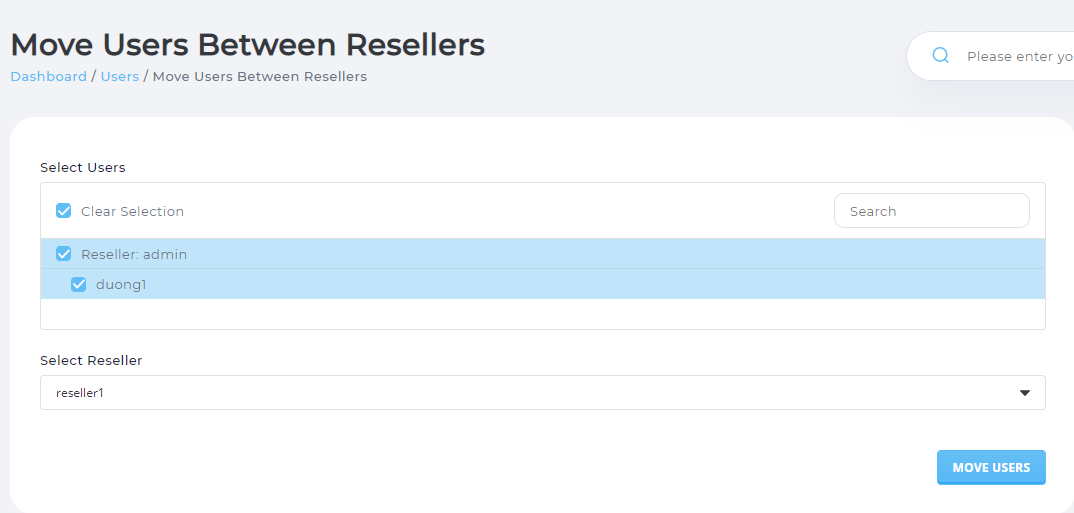 Move Users Between Resellers
Dashboard / Users / Move Users Between Resellers
Please enter yo
Select Users
Clear Selection
Search
Reseller: admin
duong1
Select Reseller
reseller1
MOVE USERS